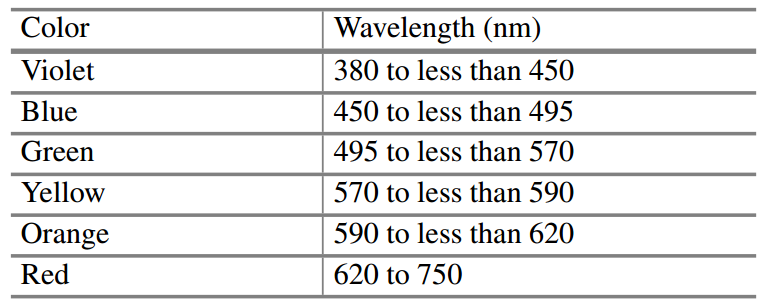 Color Wavelength (nm)
Violet 380 to less than 450
Blue 450 to less than 495
Green 495 to less than 570
Yellow 570 to less than 590
Orange 590 to less than 620
Red 620 to 750